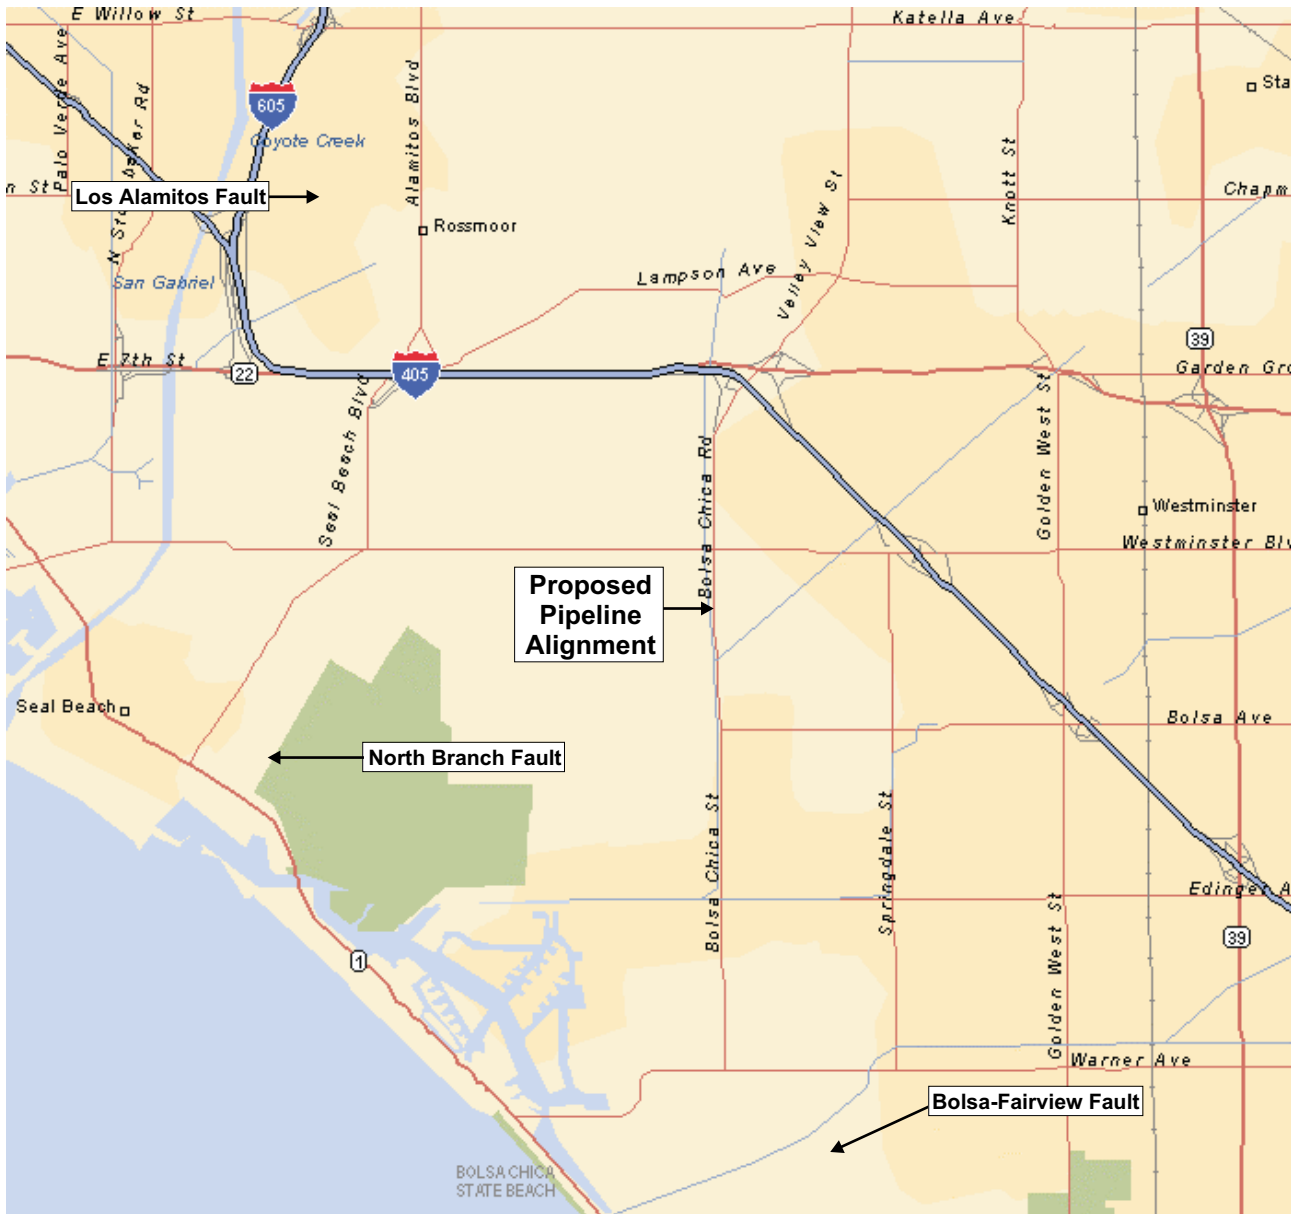 E Willow St
Katella Ave
Palo Verde Ave
Alamitos Blvd
605
Sta
Coyote Creek
Knott St
Los Alamitos Fault
n St
Chapm
Valley View St
Rossmoor
Lampson Ave
San Gabriel
39
E 7th St
22
405
Garden Gro
Seal Beach Blvd
Bolsa Chica Rd
Golden West St
Westminster
Westminster Blv
Proposed
Pipeline
Alignment
Seal Beach
Bolsa Ave
North Branch Fault
Bolsa Chica St
Springdale St
Edinger A
Golden West St
39
1
Warner Ave
Bolsa-Fairview Fault
BOLSA CHICA
STATE BEACH